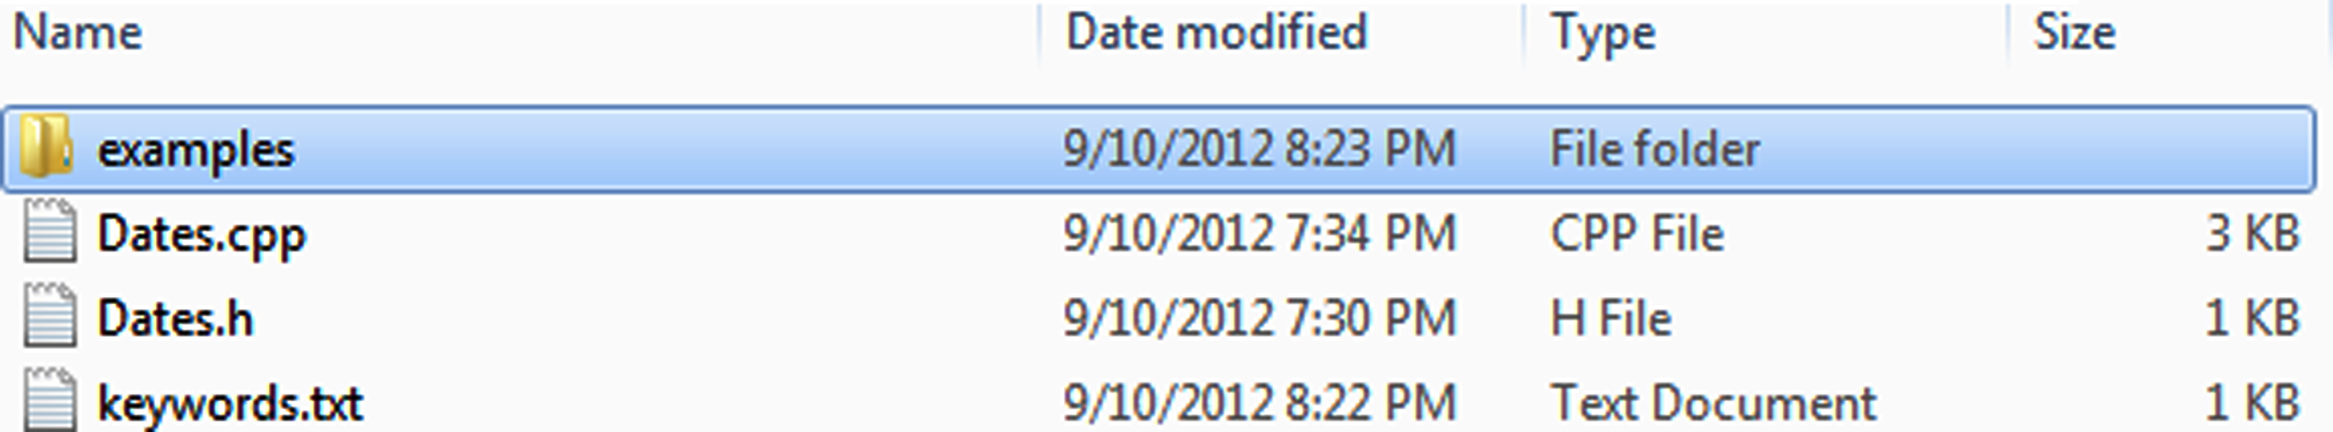 Name Date modified Type Size
examples 9/10/2012 8:23 PM File folder
Dates.cpp 9/10/2012 7:34 PM CPP File 3 KB
Dates.h 9/10/2012 7:30 PM H File 1 KB
keywords.txt 9/10/2012 8:22 PM Text Document 1 KB